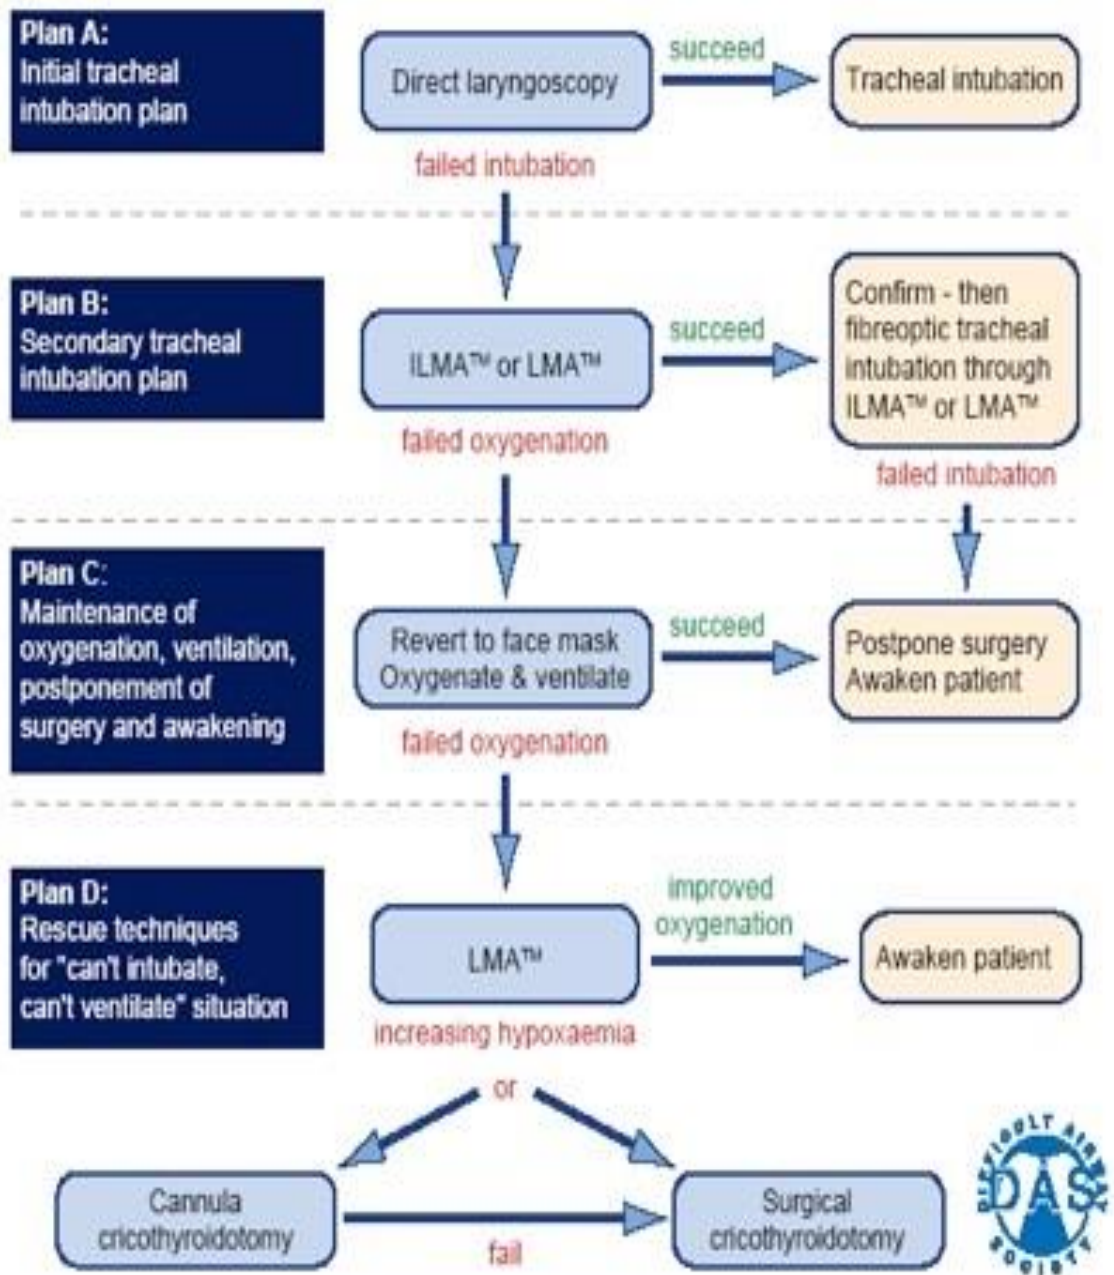 Plan A:
Initial tracheal
intubation plan
Direct laryngoscopy
succeed
Tracheal intubation
failed intubation
Plan B:
Secondary tracheal
intubation plan
ILMA™ or LMA™
succeed
Confirm - then
fibreoptic tracheal
intubation through
ILMA™ or LMA™
failed oxygenation
failed intubation
Plan C:
Maintenance of
oxygenation, ventilation,
postponement of
surgery and awakening
Revert to face mask
Oxygenate & ventilate
succeed
Postpone surgery
Awaken patient
failed oxygenation
Plan D:
Rescue techniques
for "can't intubate,
can't ventilate" situation
LMA™
improved
oxygenation
Awaken patient
increasing hypoxaemia
or
Cannula
cricothyroidotomy
fail
Surgical
cricothyroidotomy
DIFFICULT AIRWAY
DAS
SOCIETY